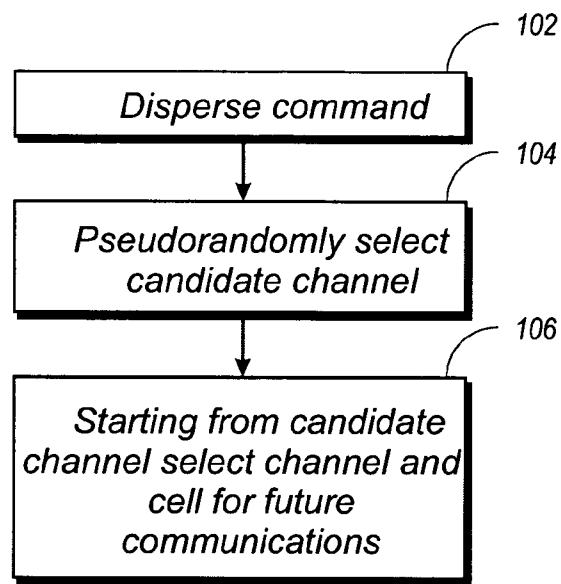 102
Disperse command
104
Pseudorandomly select
candidate channel
106
Starting from candidate
channel select channel and
cell for future
communications